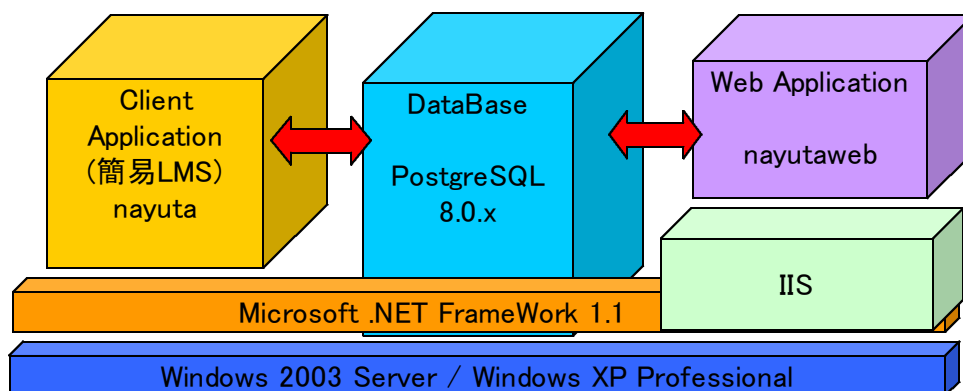 Client
Application
(簡易LMS)
nayuta
DataBase
PostgreSQL
8.0.x
Web Application
nayutaweb
IIS
Microsoft .NET FrameWork 1.1
Windows 2003 Server / Windows XP Professional